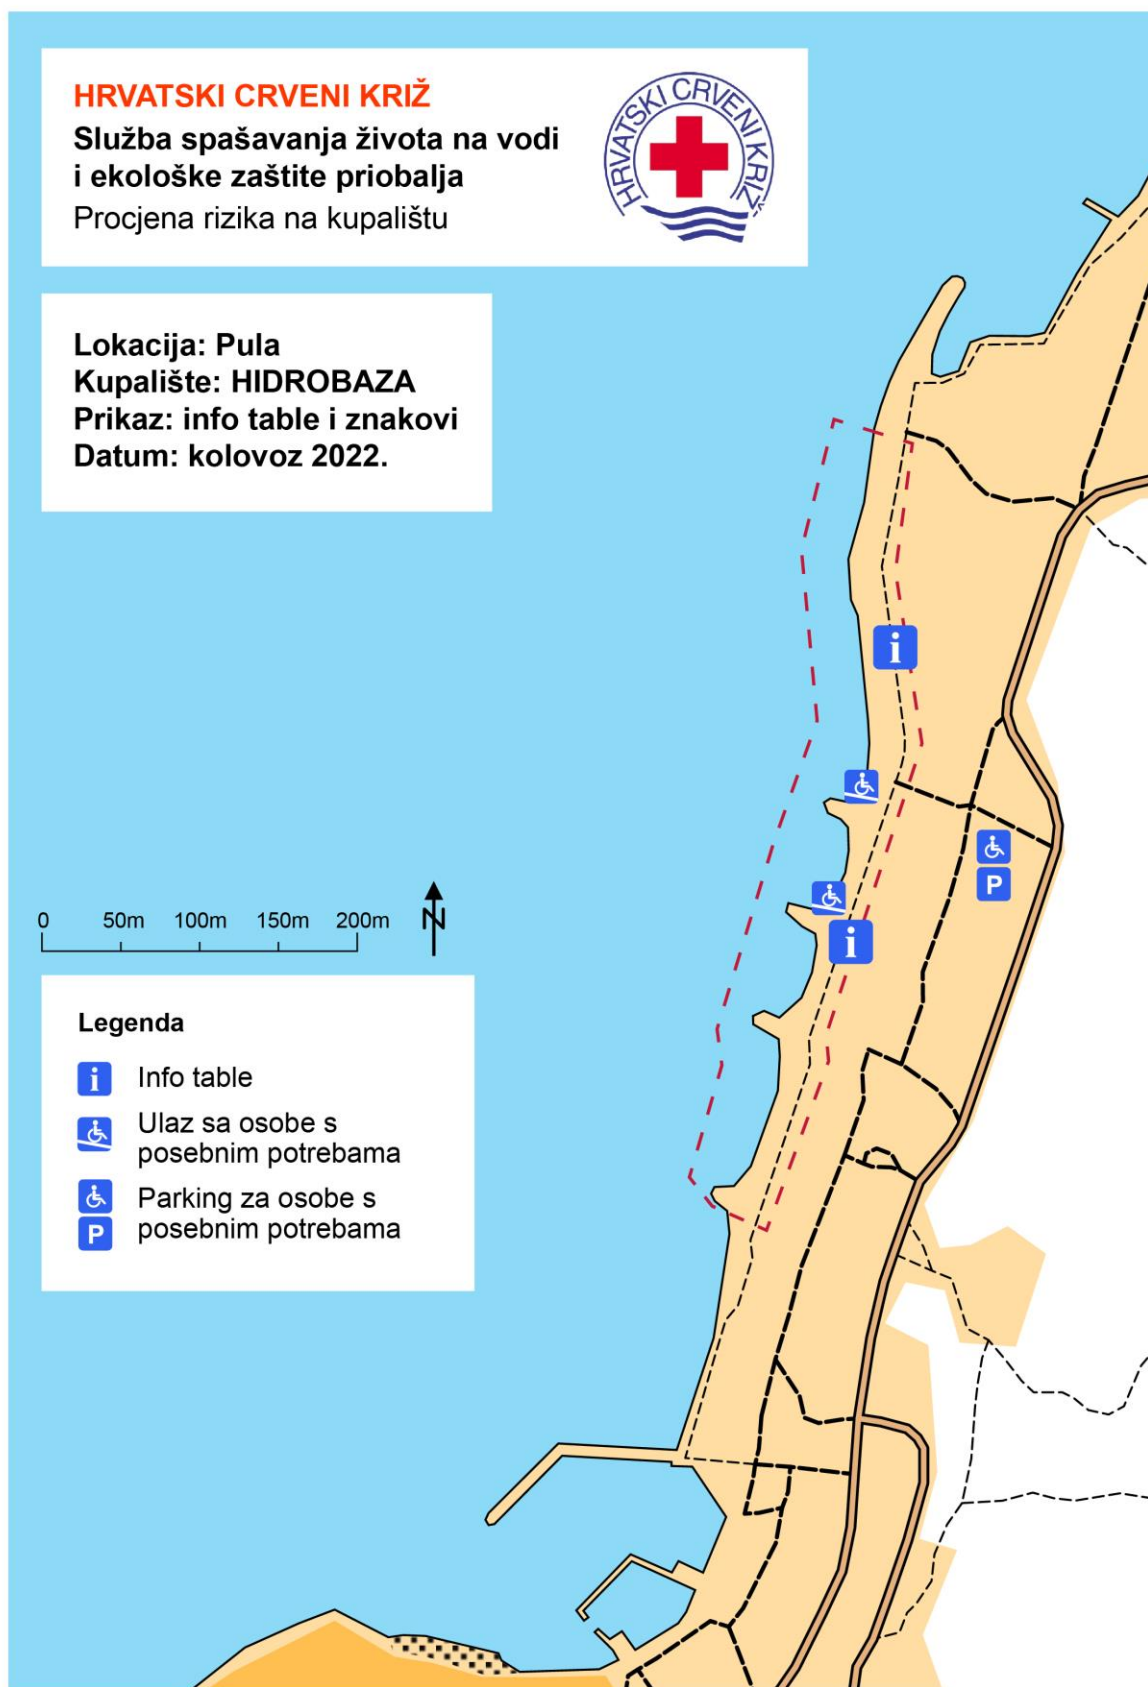 HRVATSKI CRVENI KRIŽ
Služba spašavanja života na vodi
i ekološke zaštite priobalja
Procjena rizika na kupalištu
HRVATSKI CRVENI KRIŽ
Lokacija: Pula
Kupalište: HIDROBAZA
Prikaz: info table i znakovi
Datum: kolovoz 2022.
i
P
i
0 50m 100m 150m 200m
N
Legenda
i Info table
Ulaz sa osobe s
posebnim potrebama
Parking za osobe s
P posebnim potrebama